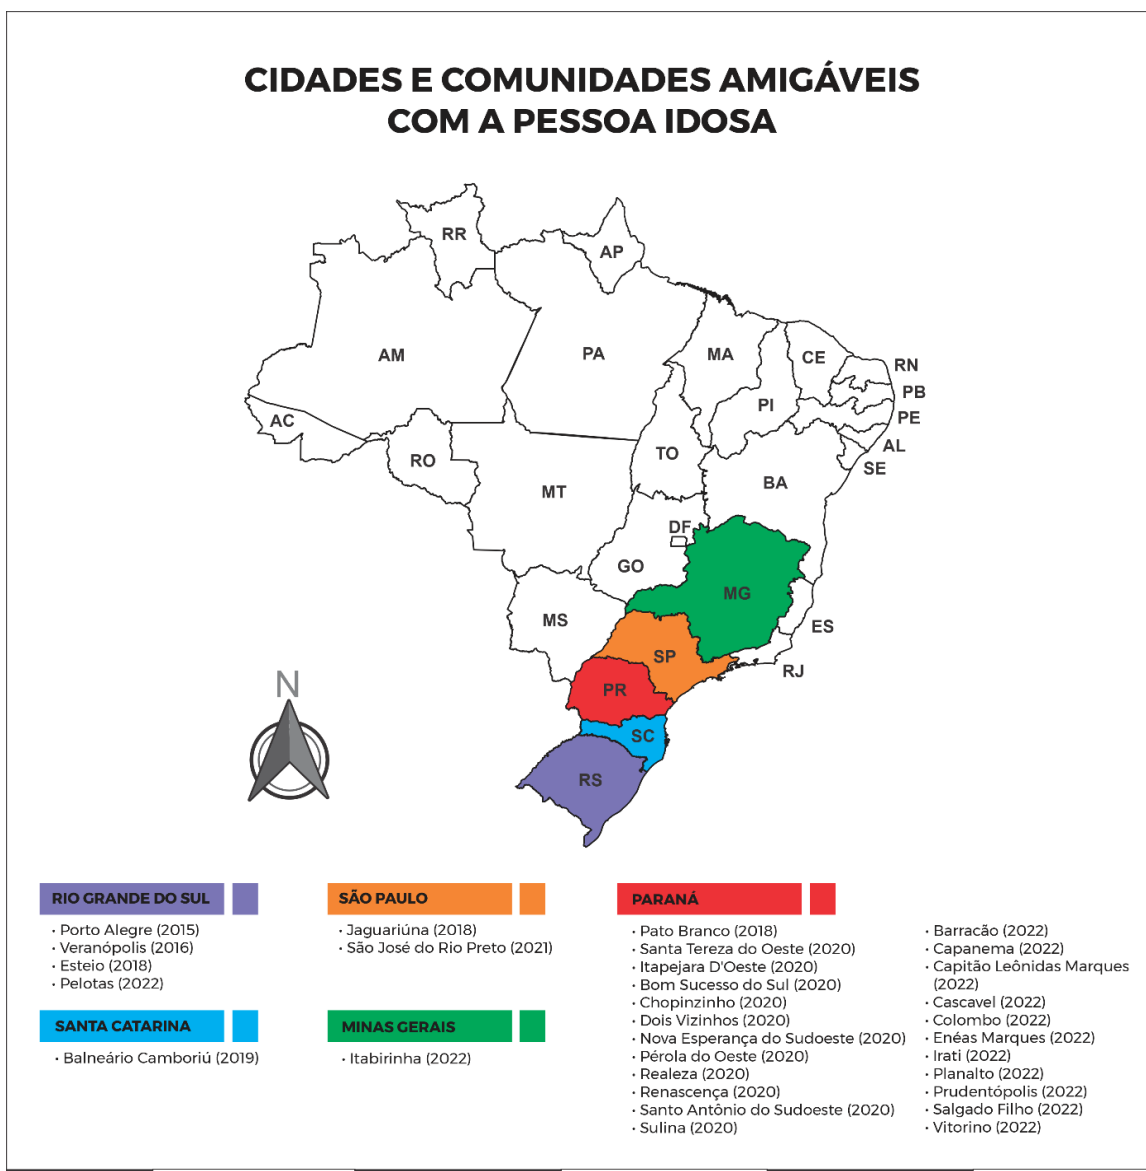 CIDADES E COMUNIDADES AMIGÁVEIS
COM A PESSOA IDOSA
RR
AP
AM
PA
MA
CE
RN
PB
PI
PE
AC
AL
TO
SE
RO
BA
MT
DF
GO
MG
MS
ES
SP
RJ
N
PR
SC
RS
RIO GRANDE DO SUL
· Porto Alegre (2015)
· Veranópolis (2016)
· Esteio (2018)
· Pelotas (2022)
SANTA CATARINA
· Balneário Camboriú (2019)
SÃO PAULO
· Jaguariúna (2018)
· São José do Rio Preto (2021)
MINAS GERAIS
· Itabirinha (2022)
PARANÁ
· Pato Branco (2018)
· Santa Tereza do Oeste (2020)
· Itapejara D'Oeste (2020)
· Bom Sucesso do Sul (2020)
· Chopinzinho (2020)
· Dois Vizinhos (2020)
· Nova Esperança do Sudoeste (2020)
· Pérola do Oeste (2020)
· Realeza (2020)
· Renascença (2020)
· Santo Antônio do Sudoeste (2020)
· Sulina (2020)
· Barracão (2022)
· Capanema (2022)
· Capitão Leônidas Marques
(2022)
· Cascavel (2022)
· Colombo (2022)
· Enéas Marques (2022)
· Irati (2022)
· Planalto (2022)
· Prudentópolis (2022)
· Salgado Filho (2022)
· Vitorino (2022)